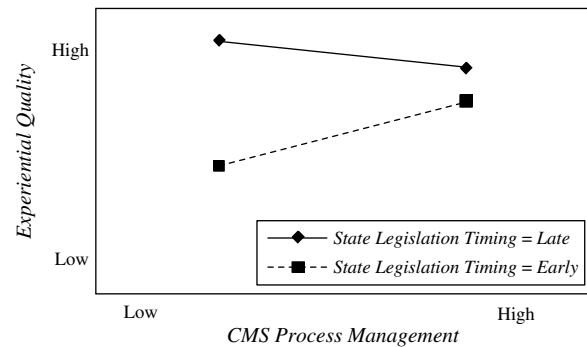 High
Experiential Quality
Low
State Legislation Timing = Late
State Legislation Timing = Early
Low
High
CMS Process Management